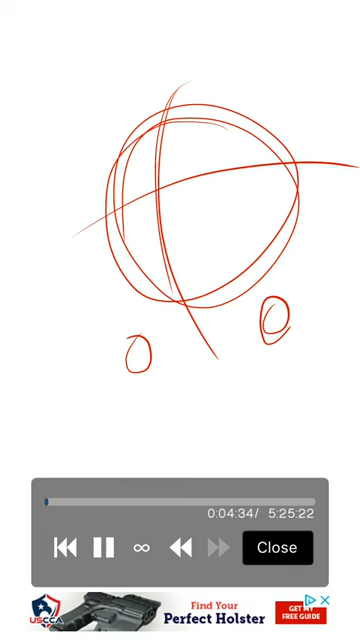 0:04:34/ 5:25:22
Close
USCCA
Find Your
Perfect Holster
GET MY
FREE GUIDE